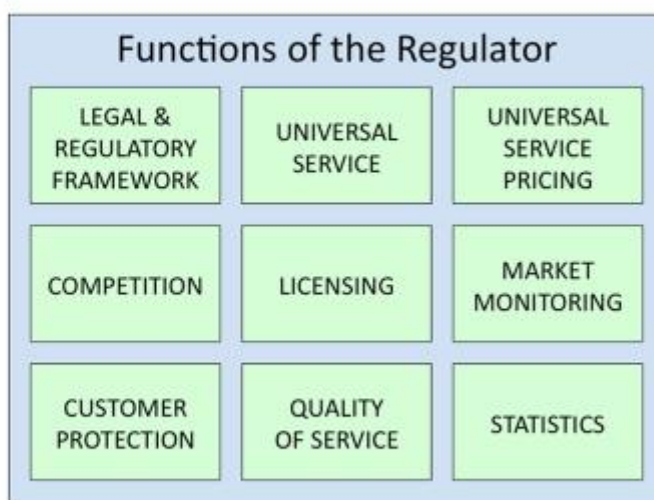 Functions of the Regulator
LEGAL &
REGULATORY
FRAMEWORK
UNIVERSAL
SERVICE
UNIVERSAL
SERVICE
PRICING
COMPETITION
LICENSING
MARKET
MONITORING
CUSTOMER
PROTECTION
QUALITY
OF SERVICE
STATISTICS